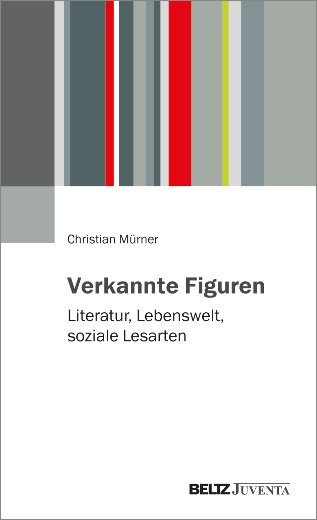 Christian Mürner
Verkannte Figuren
Literatur, Lebenswelt,
soziale Lesarten
BELTZ JUVENTA